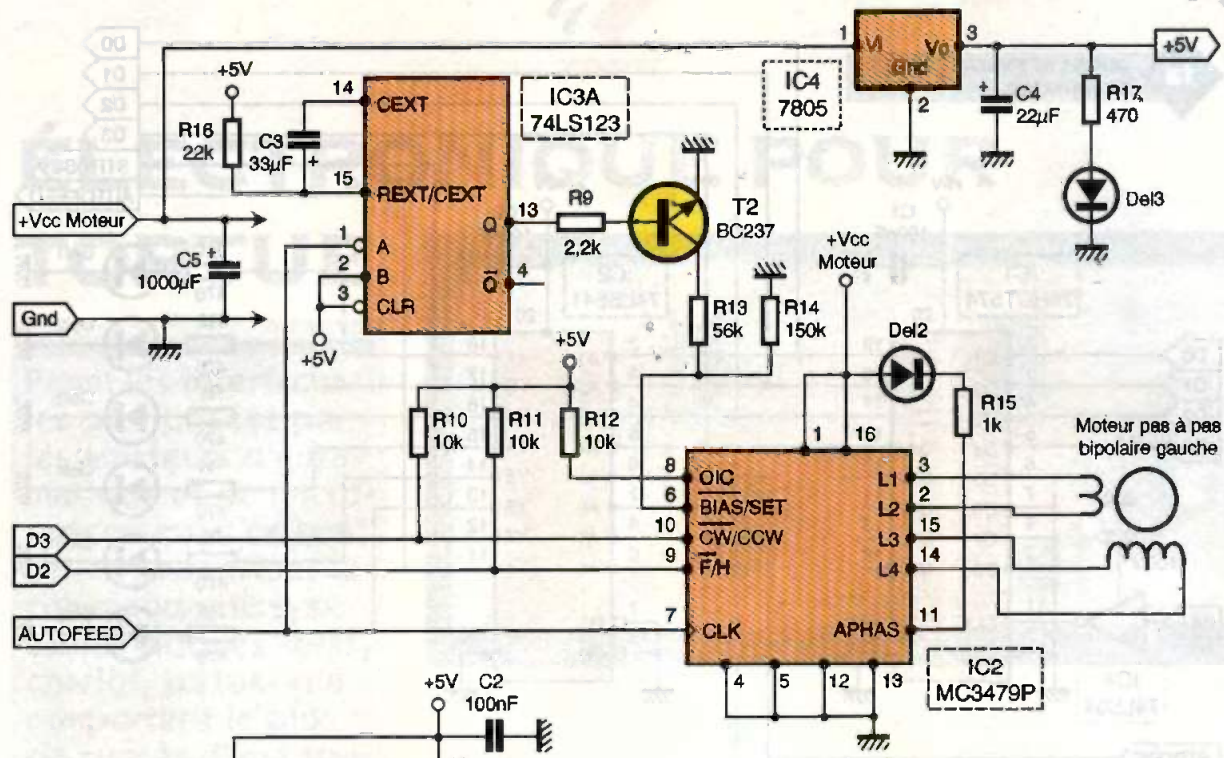 1
VI
Vo
3
+5V
Gnd
2
IC4
7805
C4
22µF
R17
470
Del3
+5V
14
CEXT
IC3A
74LS123
R16
22k
C3
33µF
15
REXT/CEXT
+Vcc Moteur
1
A
2
B
3
CLR
+5V
Q
13
Q
4
R9
2,2k
T2
BC237
C5
1000µF
Gnd
R13
56k
R14
150k
+Vcc
Moteur
Del2
R15
1k
+5V
R10
10k
R11
10k
R12
10k
1
16
Moteur pas à pas
bipolaire gauche
8
OIC
L1
3
6
BIAS/SET
L2
2
D3
10
CW/CCW
L3
15
D2
9
F/H
L4
14
AUTOFEED
7
CLK
APHAS
11
4
5
12
13
IC2
MC3479P
+5V
C2
100nF